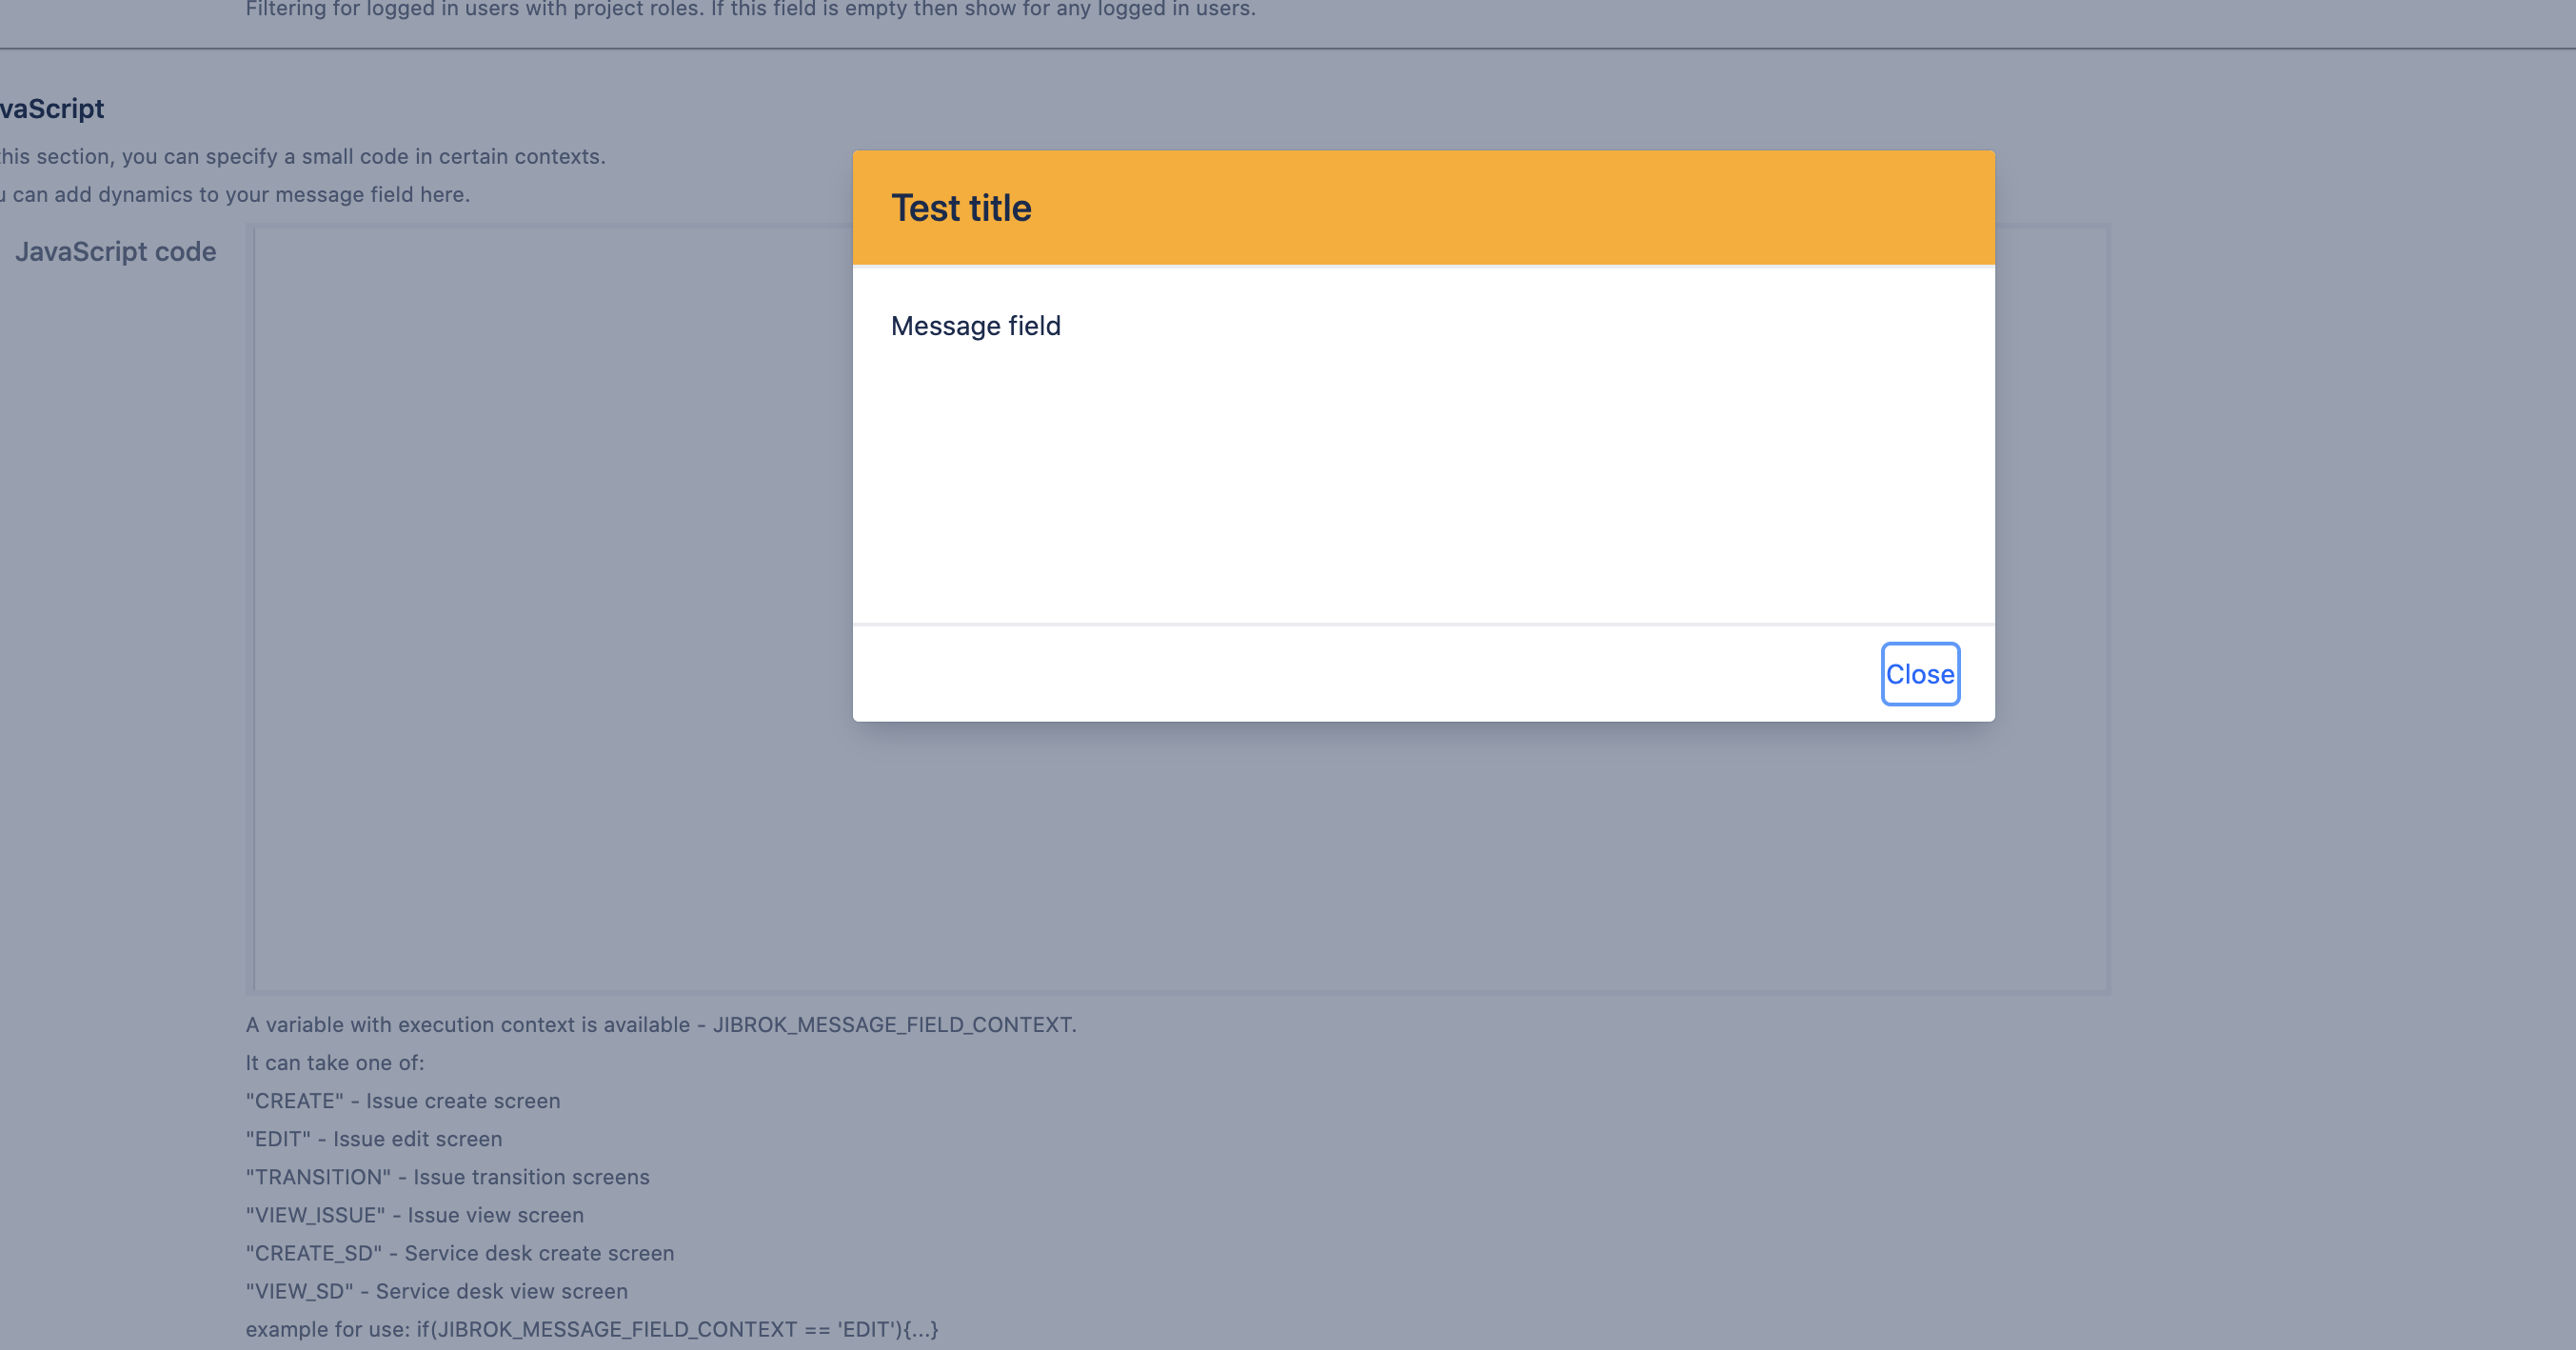 Filtering for logged in users with project roles. If this field is empty then show for any logged in users.
vaScript
his section, you can specify a small code in certain contexts.
u can add dynamics to your message field here.
JavaScript code
Test title
Message field
Close
A variable with execution context is available - JIBROK_MESSAGE_FIELD_CONTEXT.
It can take one of:
"CREATE" - Issue create screen
"EDIT" - Issue edit screen
"TRANSITION" - Issue transition screens
"VIEW_ISSUE" - Issue view screen
"CREATE_SD" - Service desk create screen
"VIEW_SD" - Service desk view screen
example for use: if(JIBROK_MESSAGE_FIELD_CONTEXT == 'EDIT'){...}